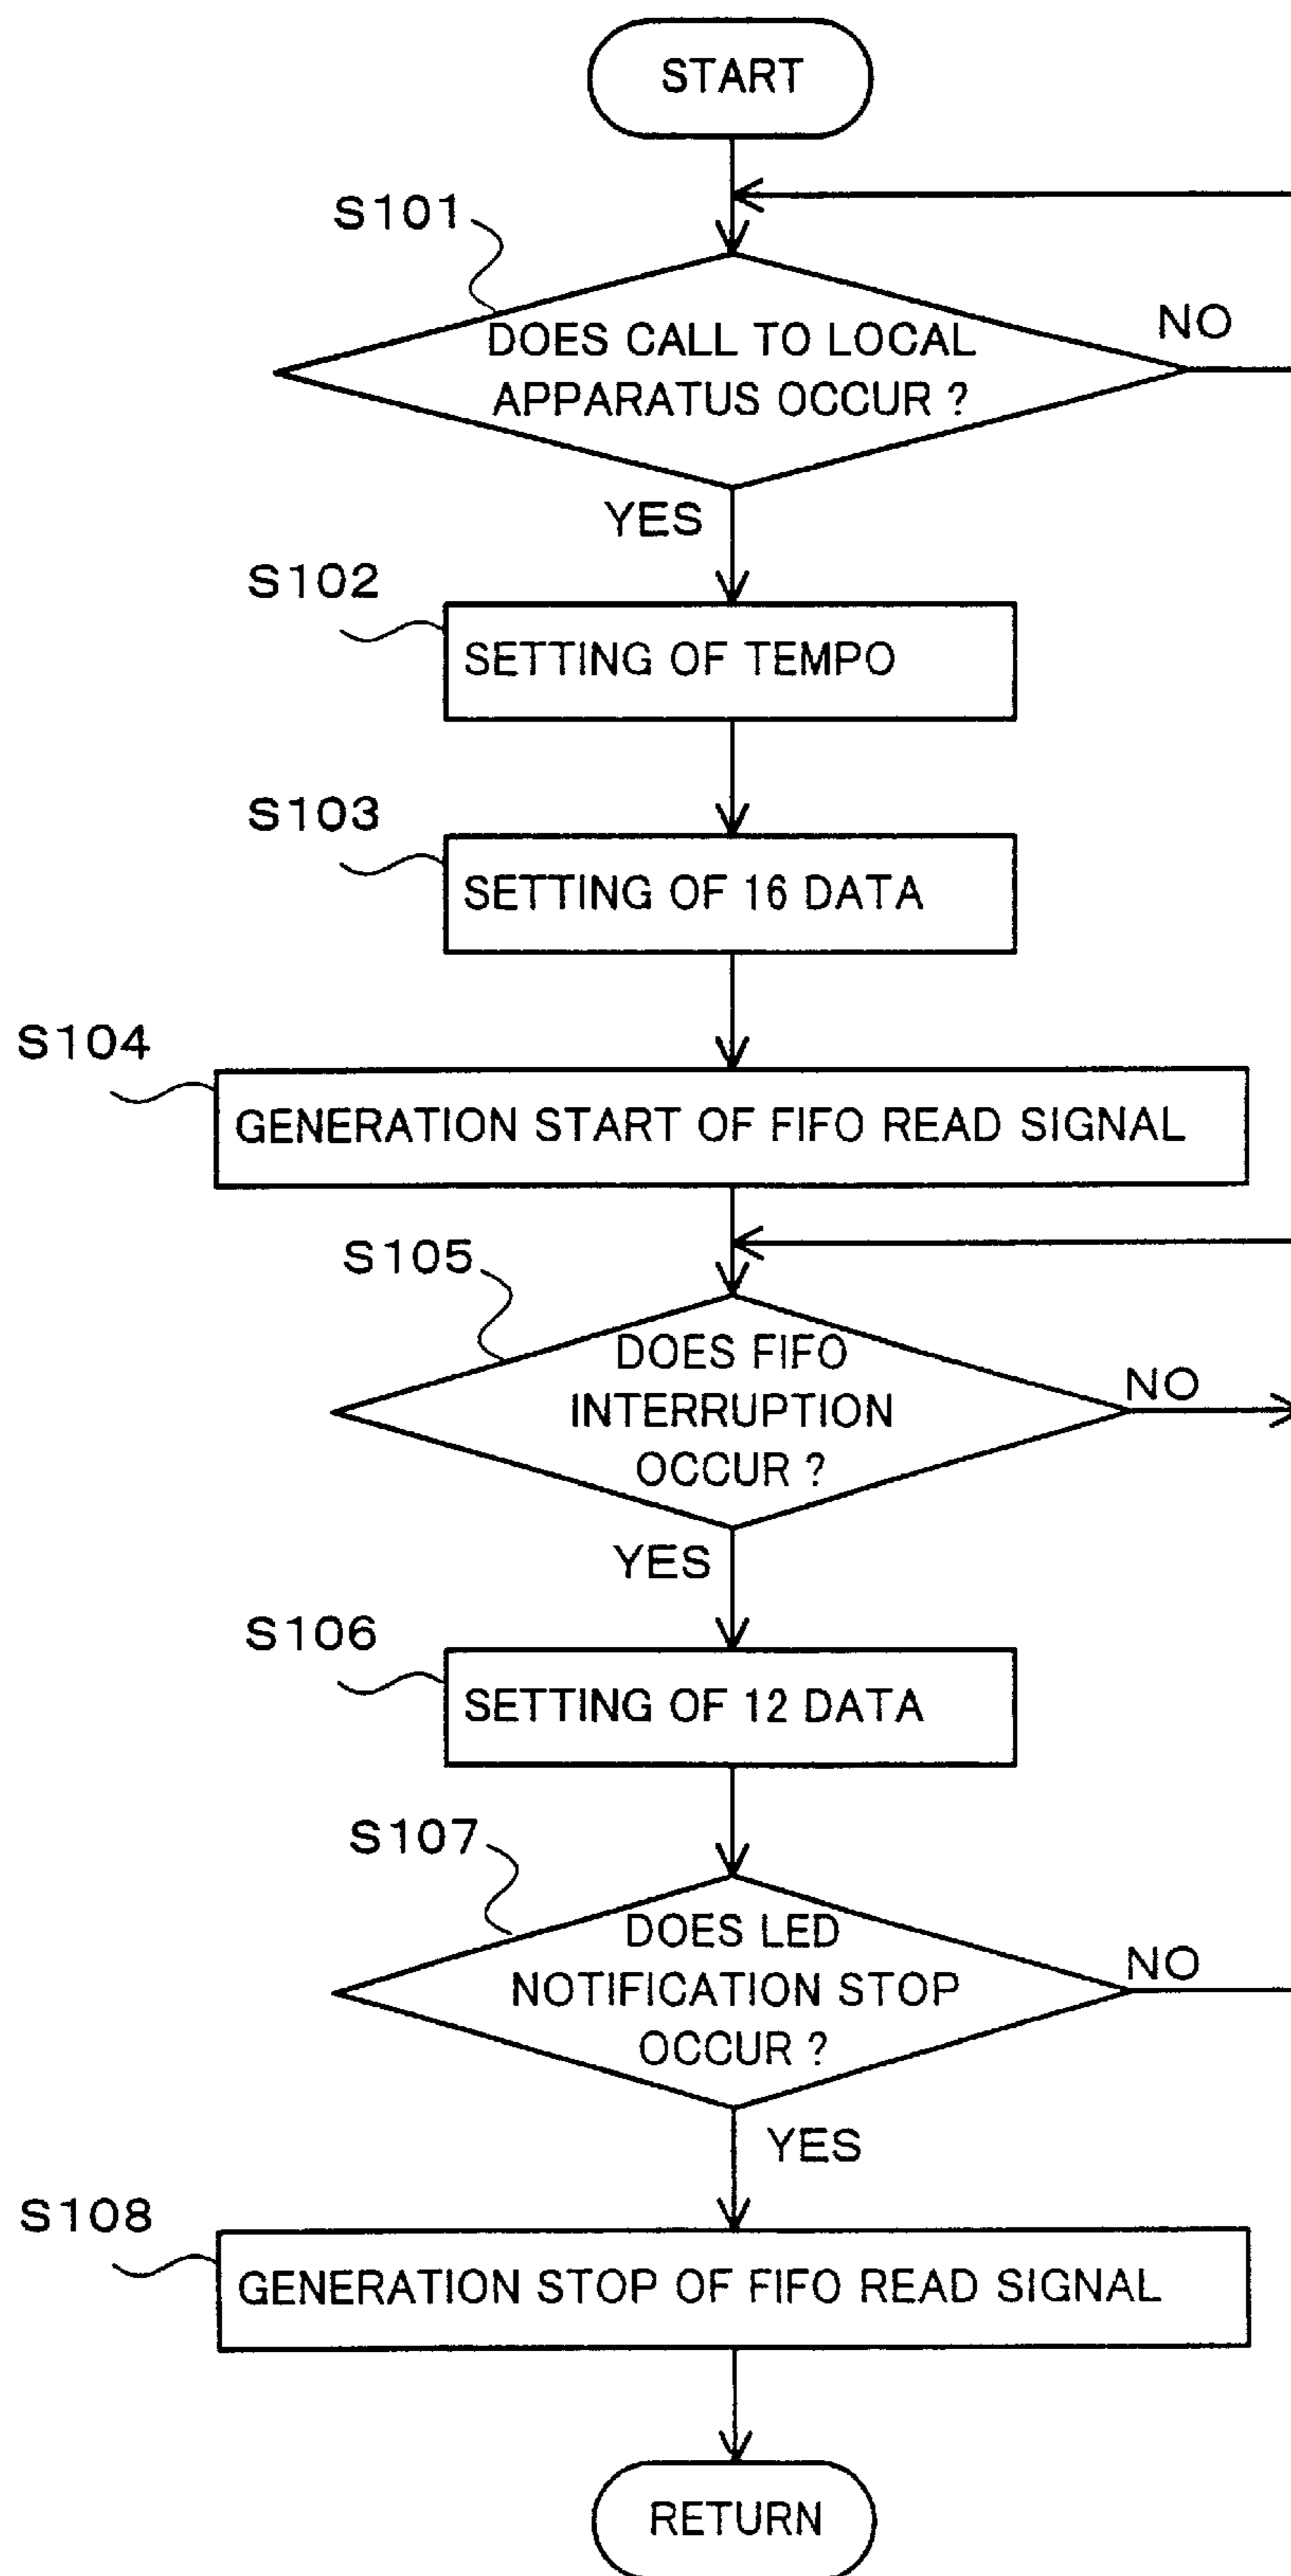 START
S101
DOES CALL TO LOCAL
APPARATUS OCCUR ?
NO
YES
S102
SETTING OF TEMPO
S103
SETTING OF 16 DATA
S104
GENERATION START OF FIFO READ SIGNAL
S105
DOES FIFO
INTERRUPTION
OCCUR ?
NO
YES
S106
SETTING OF 12 DATA
S107
DOES LED
NOTIFICATION STOP
OCCUR ?
NO
YES
S108
GENERATION STOP OF FIFO READ SIGNAL
RETURN